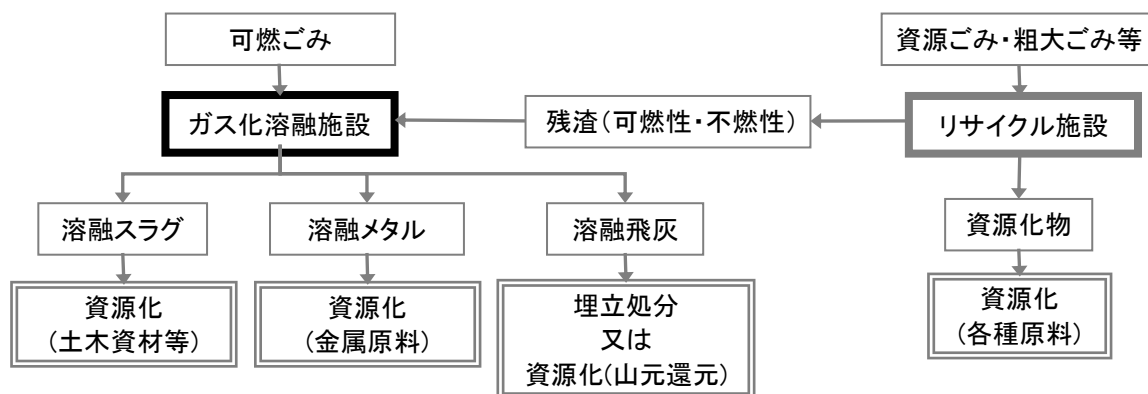 可燃ごみ
資源ごみ・粗大ごみ等
ガス化溶融施設
残渣(可燃性・不燃性)
リサイクル施設
溶融スラグ
溶融メタル
溶融飛灰
資源化物
資源化
(土木資材等)
資源化
(金属原料)
埋立処分
又は
資源化(山元還元)
資源化
(各種原料)